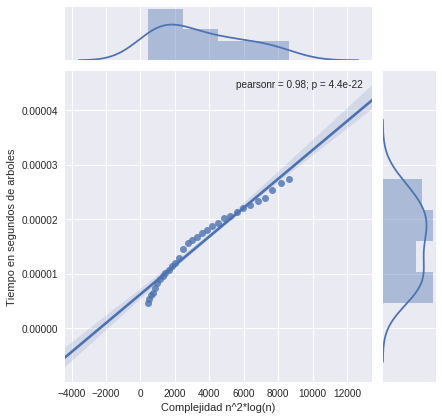 pearsonr = 0.98; p = 4.4e-22
0.00004
0.00003
0.00002
0.00001
0.00000
Tiempo en segundos de arboles
−4000 −2000 0 2000 4000 6000 8000 10000 12000
Complejidad n^2*log(n)